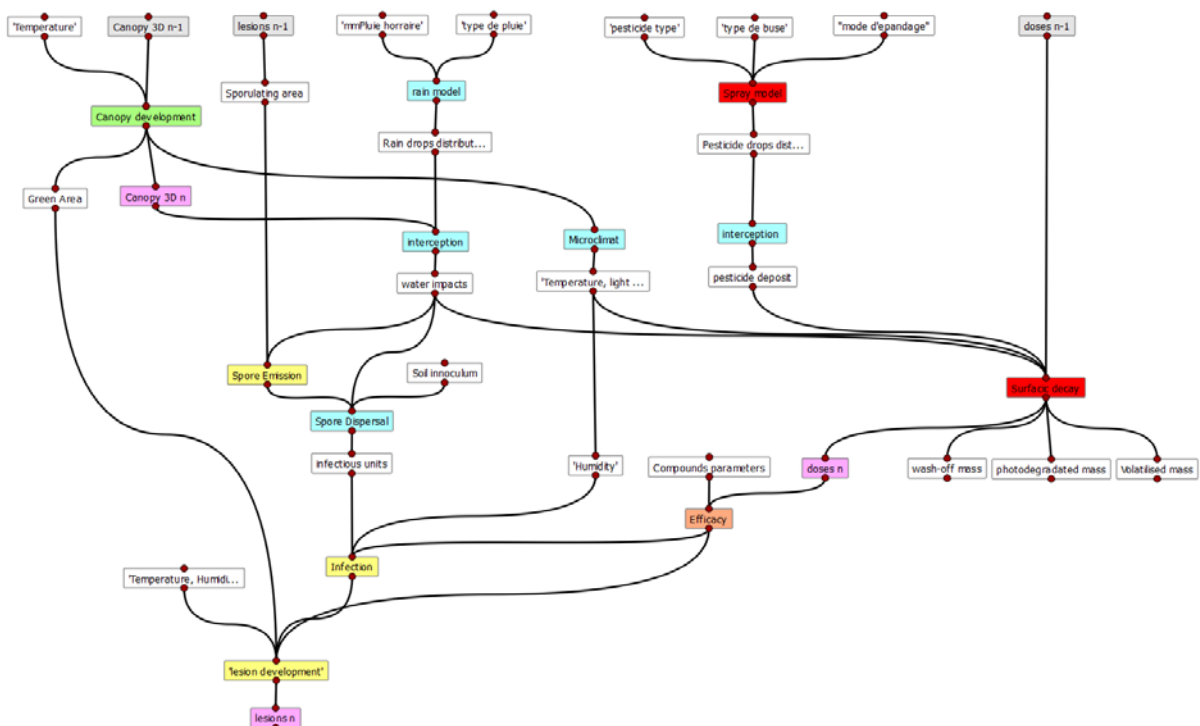 'Temperature'
Canopy 3D n-1
lesions n-1
'mmPluie horraire'
'type de pluie'
'pesticide type'
'type de buse'
"mode d'epandage"
doses n-1
Sporulating area
rain model
Spray model
Canopy development
Rain drops distribut...
Pesticide drops dist...
Green Area
Canopy 3D n
interception
Microclimat
interception
water impacts
'Temperature, light ...
pesticide deposit
Spore Emission
Soil innoculum
Surfacic decay
Spore Dispersal
infectious units
'Humidity'
Compounds parameters
doses n
wash-off mass
photodegradated mass
Volatilised mass
Efficacy
Infection
'Temperature, Humidi...
'lesion development'
lesions n